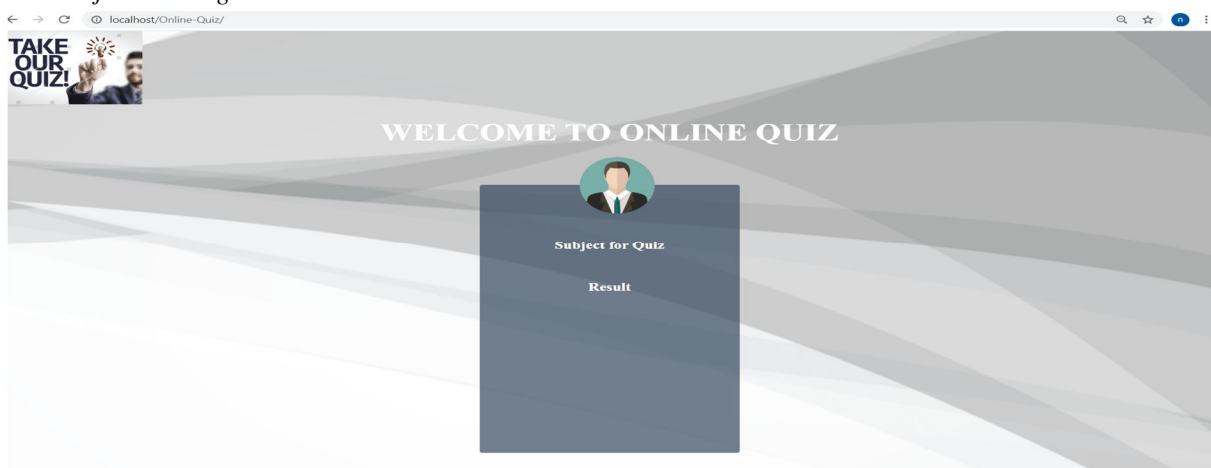 localhost/Online-Quiz/
n
TAKE
OUR
QUIZ!
WELCOME TO ONLINE QUIZ
Subject for Quiz
Result